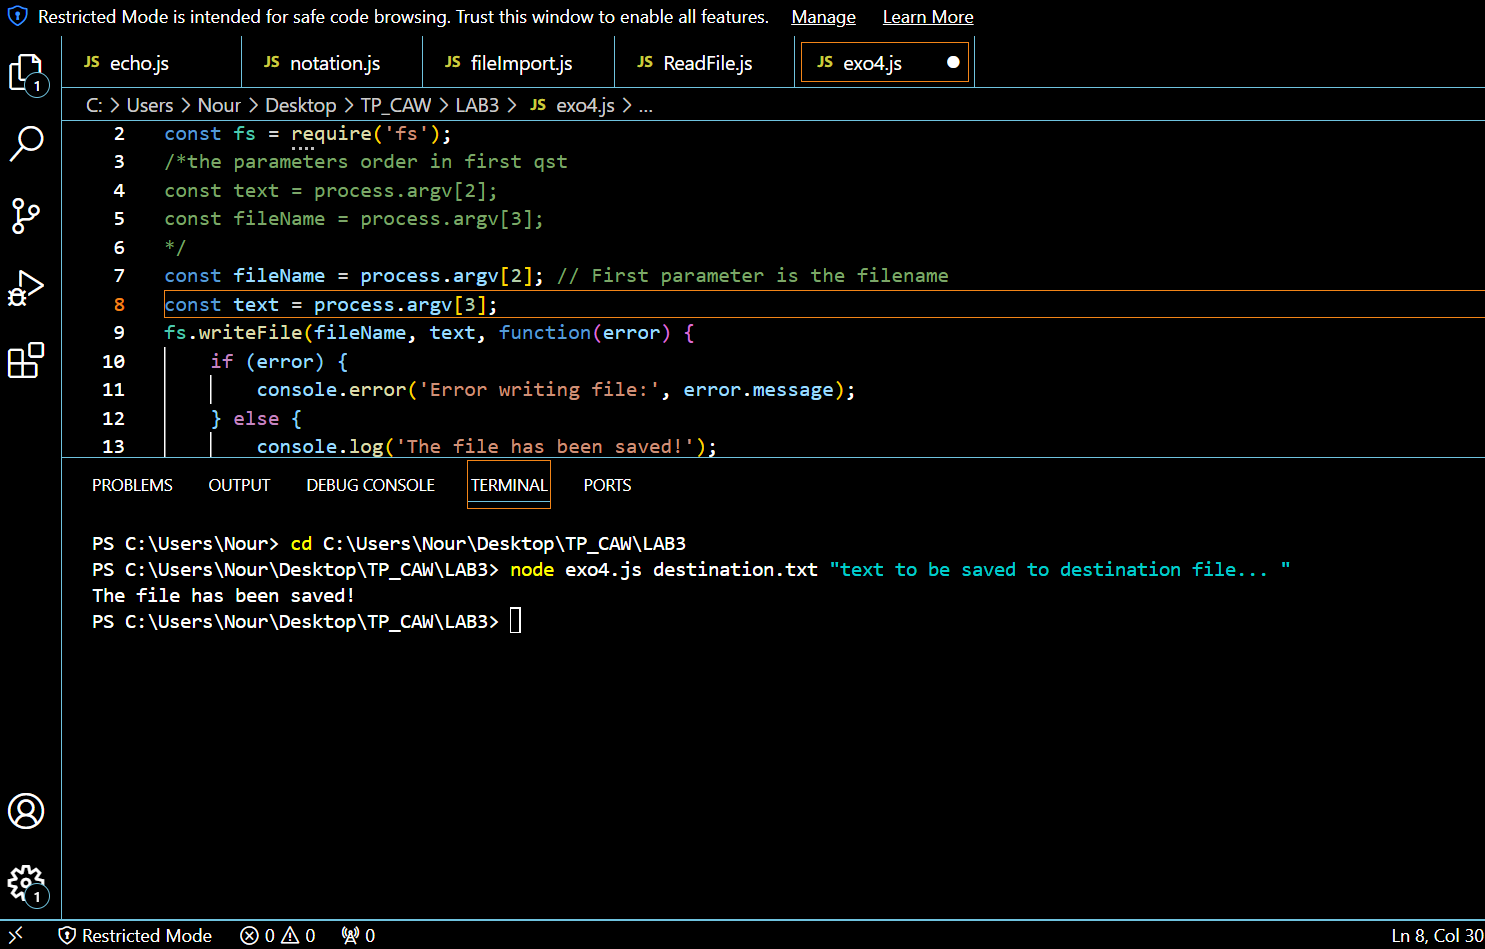 Restricted Mode is intended for safe code browsing. Trust this window to enable all features. Manage Learn More
JS echo.js JS notation.js JS fileImport.js JS ReadFile.js JS exo4.js
1
C: > Users > Nour > Desktop > TP_CAW > LAB3 > JS exo4.js > ...
2 const fs = require('fs');
3 /*the parameters order in first qst
4 const text = process.argv[2];
5 const fileName = process.argv[3];
6 */
7 const fileName = process.argv[2]; // First parameter is the filename
8 const text = process.argv[3];
9 fs.writeFile(fileName, text, function(error) {
10 if (error) {
11 console.error('Error writing file:', error.message);
12 } else {
13 console.log('The file has been saved!');
PROBLEMS OUTPUT DEBUG CONSOLE TERMINAL PORTS
PS C:\Users\Nour> cd C:\Users\Nour\Desktop\TP_CAW\LAB3
PS C:\Users\Nour\Desktop\TP_CAW\LAB3> node exo4.js destination.txt "text to be saved to destination file... "
The file has been saved!
PS C:\Users\Nour\Desktop\TP_CAW\LAB3>
1
Restricted Mode 0 0 0 Ln 8, Col 30